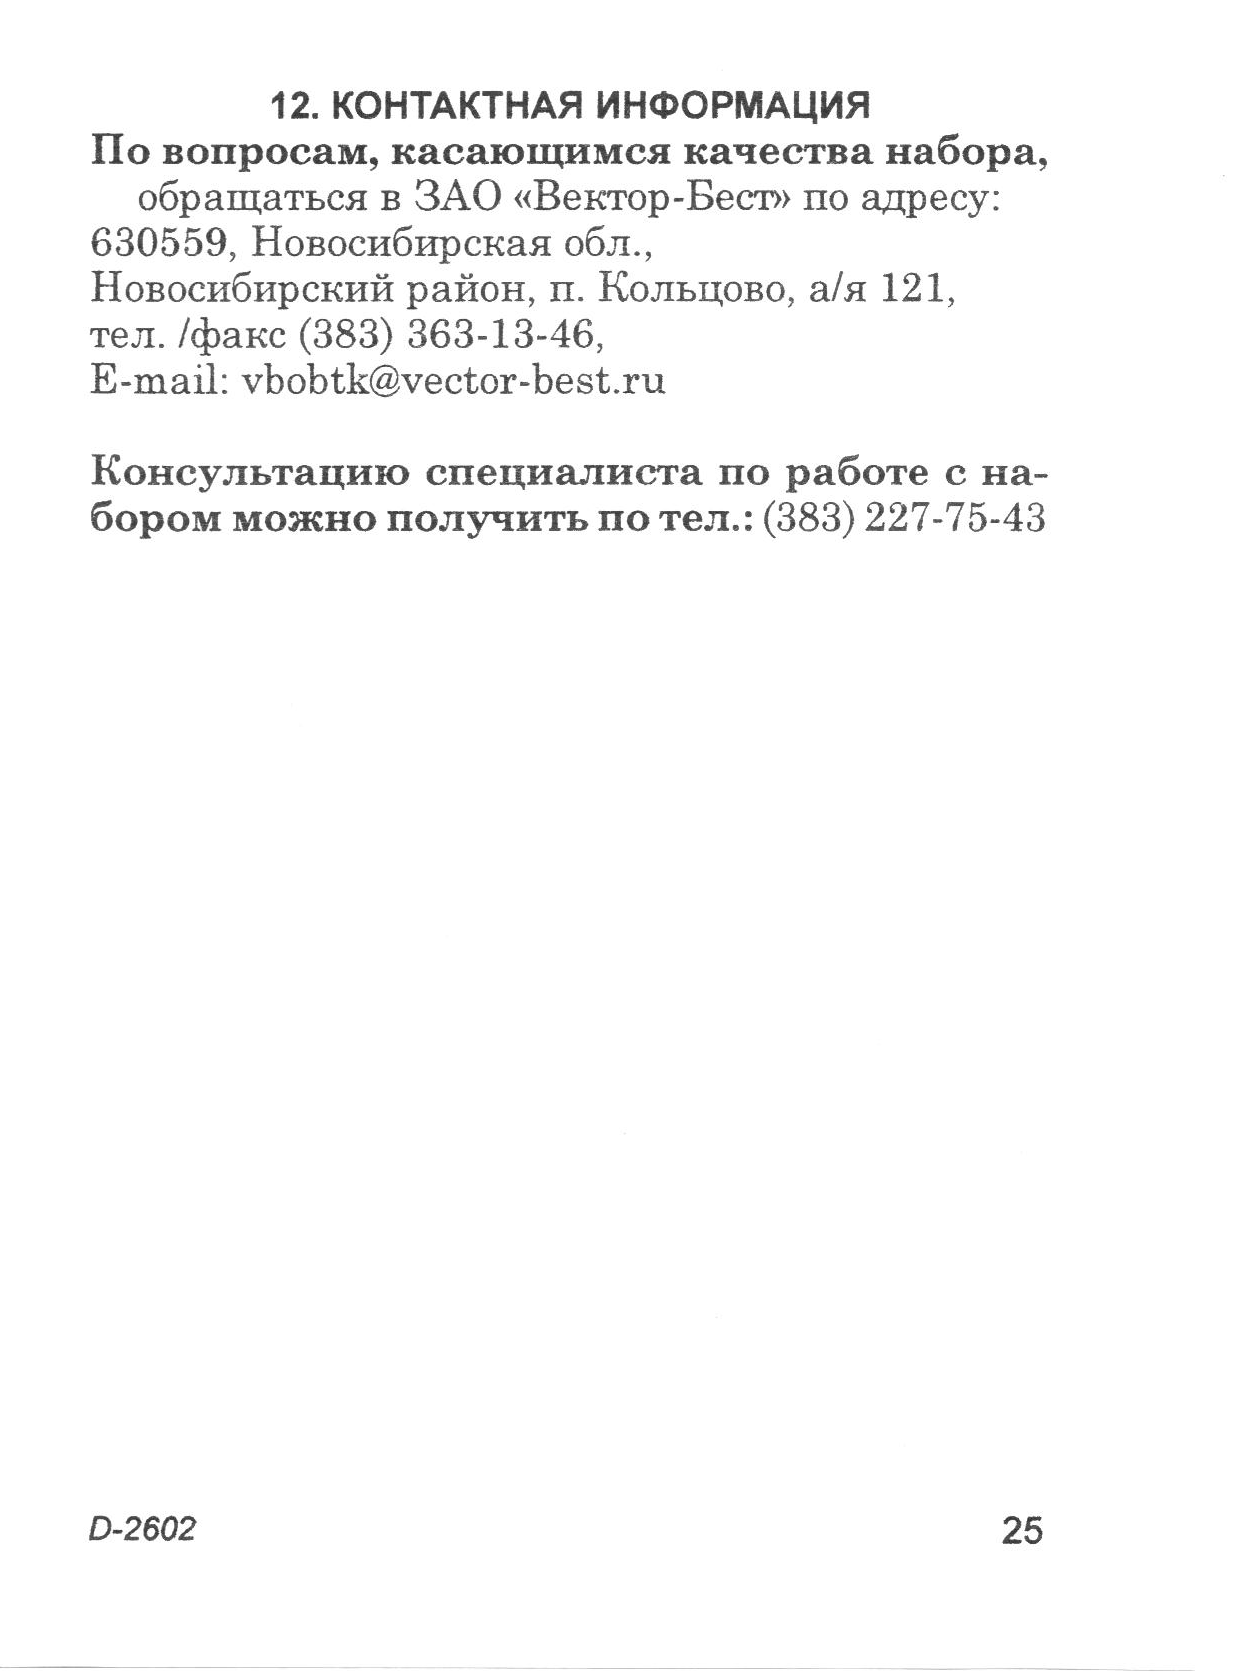 12. КОНТАКТНАЯ ИНФОРМАЦИЯ
По вопросам, касающимся качества набора,
обращаться в ЗАО «Вектор-Бест» по адресу:
630559, Новосибирская обл.,
Новосибирский район, п. Кольцово, а/я 121,
тел. /факс (383) 363-13-46,
E-mail: vbobtk@vector-best.ru
Консультацию специалиста по работе с на-
бором можно получить по тел.: (383) 227-75-43
D-2602
25